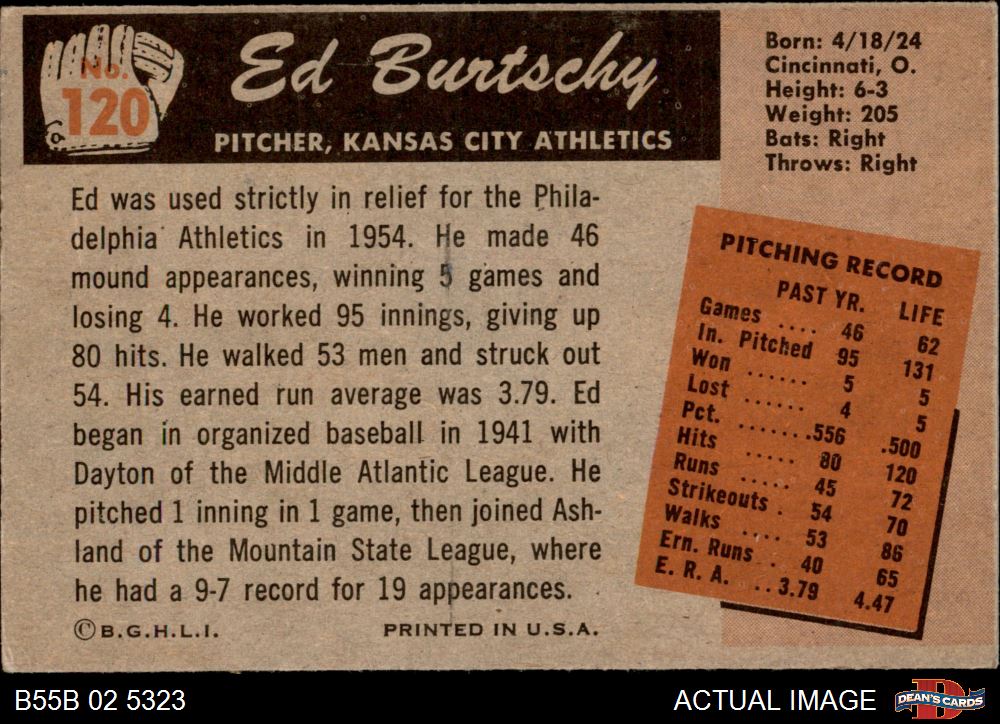 No.
120
Ed Burtschy
PITCHER, KANSAS CITY ATHLETICS
Born: 4/18/24
Cincinnati, O.
Height: 6-3
Weight: 205
Bats: Right
Throws: Right
Ed was used strictly in relief for the Phila-
delphia Athletics in 1954. He made 46
mound appearances, winning 5 games and
losing 4. He worked 95 innings, giving up
80 hits. He walked 53 men and struck out
54. His earned run average was 3.79. Ed
began in organized baseball in 1941 with
Dayton of the Middle Atlantic League. He
pitched 1 inning in 1 game, then joined Ash-
land of the Mountain State League, where
he had a 9-7 record for 19 appearances.
©B.G.H.L.I. PRINTED IN U.S.A.
PITCHING RECORD
PAST YR. LIFE
Games .... 46 62
In. Pitched 95 131
Won ...... 5 5
Lost ...... 4 5
Pct. .......556 .500
Hits ..... 80 120
Runs ..... 45 72
Strikeouts . 54 70
Walks .... 53 86
Ern. Runs . 40 65
E. R. A. ..3.79 4.47
B55B 02 5323
ACTUAL IMAGE
D
DEAN'S CARDS